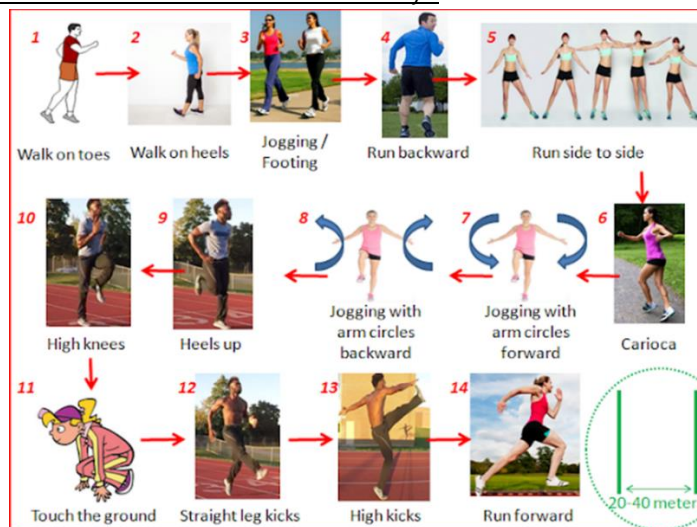 1
2
3
4
5
Walk on toes
Walk on heels
Jogging /
Footing
Run backward
Run side to side
10
9
8
7
6
High knees
Heels up
Jogging with
arm circles
backward
Jogging with
arm circles
forward
Carioca
11
12
13
14
Touch the ground
Straight leg kicks
High kicks
Run forward
20-40 meter